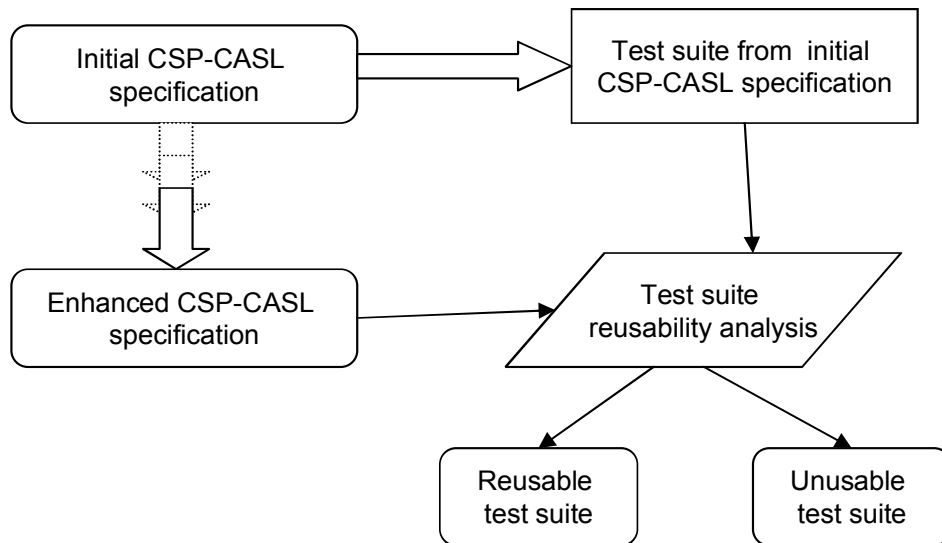 Initial CSP-CASL
specification
Test suite from initial
CSP-CASL specification
Enhanced CSP-CASL
specification
Test suite
reusability analysis
Reusable
test suite
Unusable
test suite